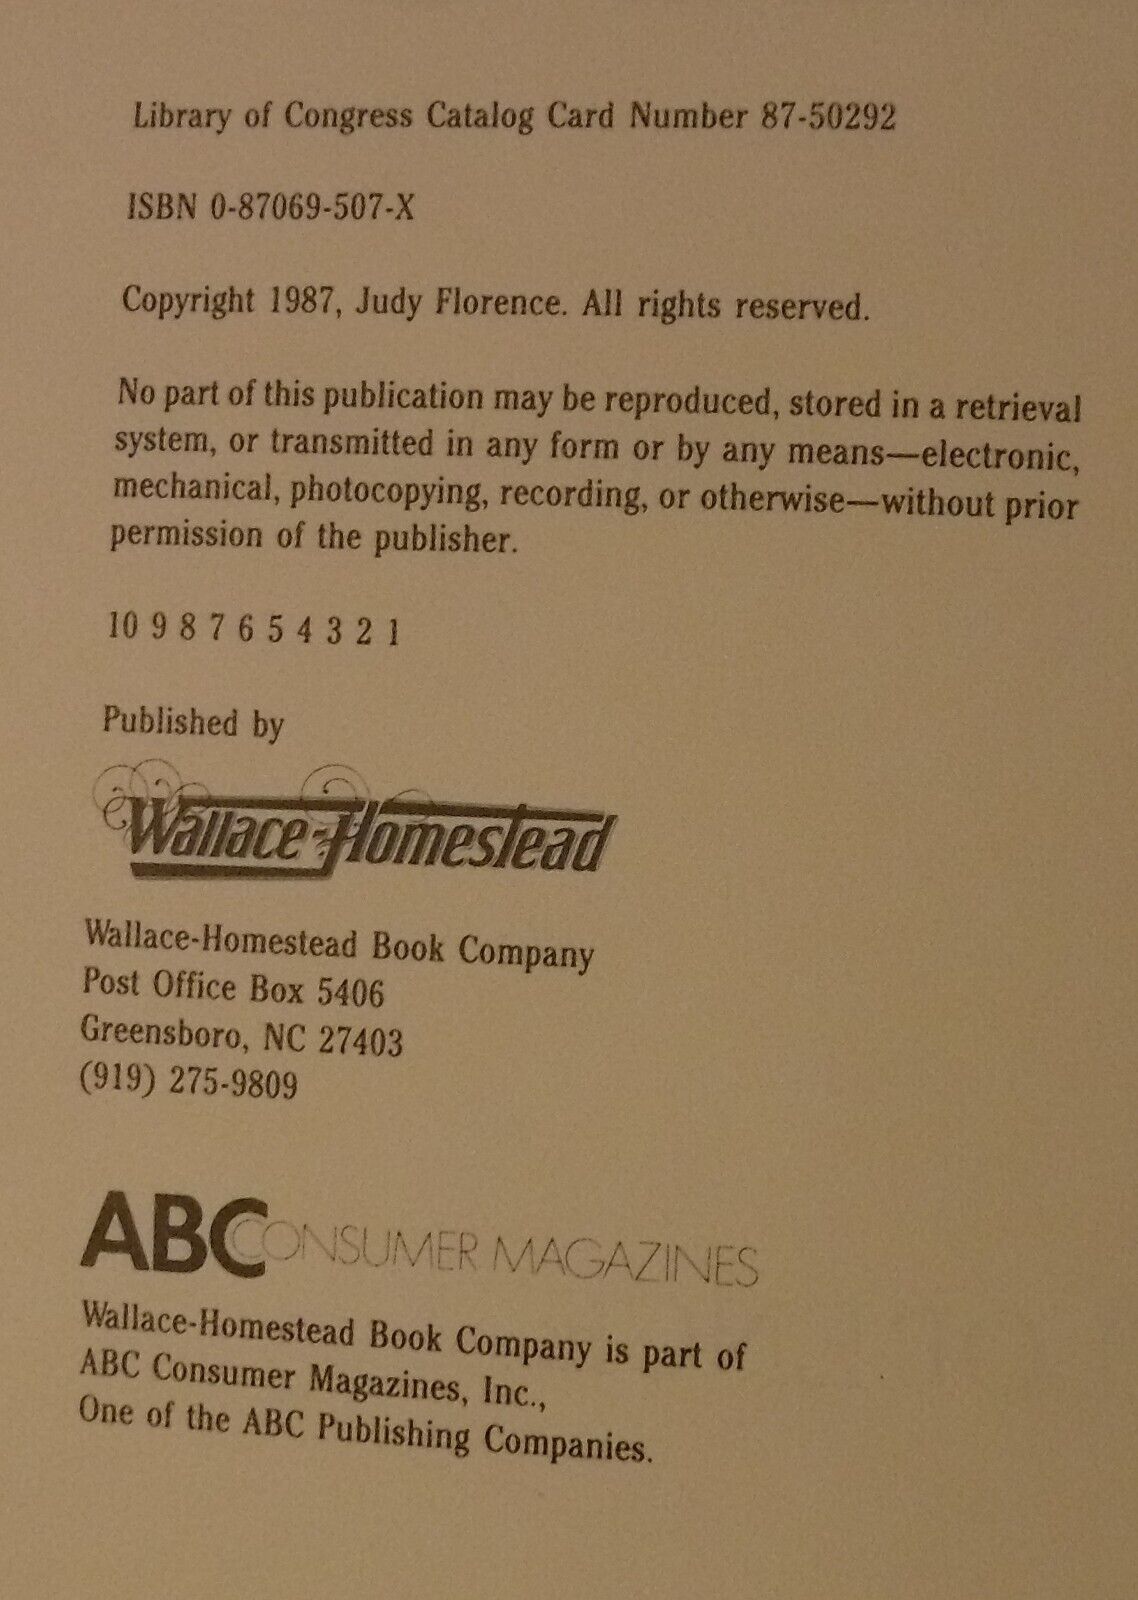 Library of Congress Catalog Card Number 87-50292
ISBN 0-87069-507-X
Copyright 1987, Judy Florence. All rights reserved.
No part of this publication may be reproduced, stored in a retrieval
system, or transmitted in any form or by any means—electronic,
mechanical, photocopying, recording, or otherwise—without prior
permission of the publisher.
10 9 8 7 6 5 4 3 2 1
Published by
Wallace-Homestead
Wallace-Homestead Book Company
Post Office Box 5406
Greensboro, NC 27403
(919) 275-9809
ABC CONSUMER MAGAZINES
Wallace-Homestead Book Company is part of
ABC Consumer Magazines, Inc.,
One of the ABC Publishing Companies.